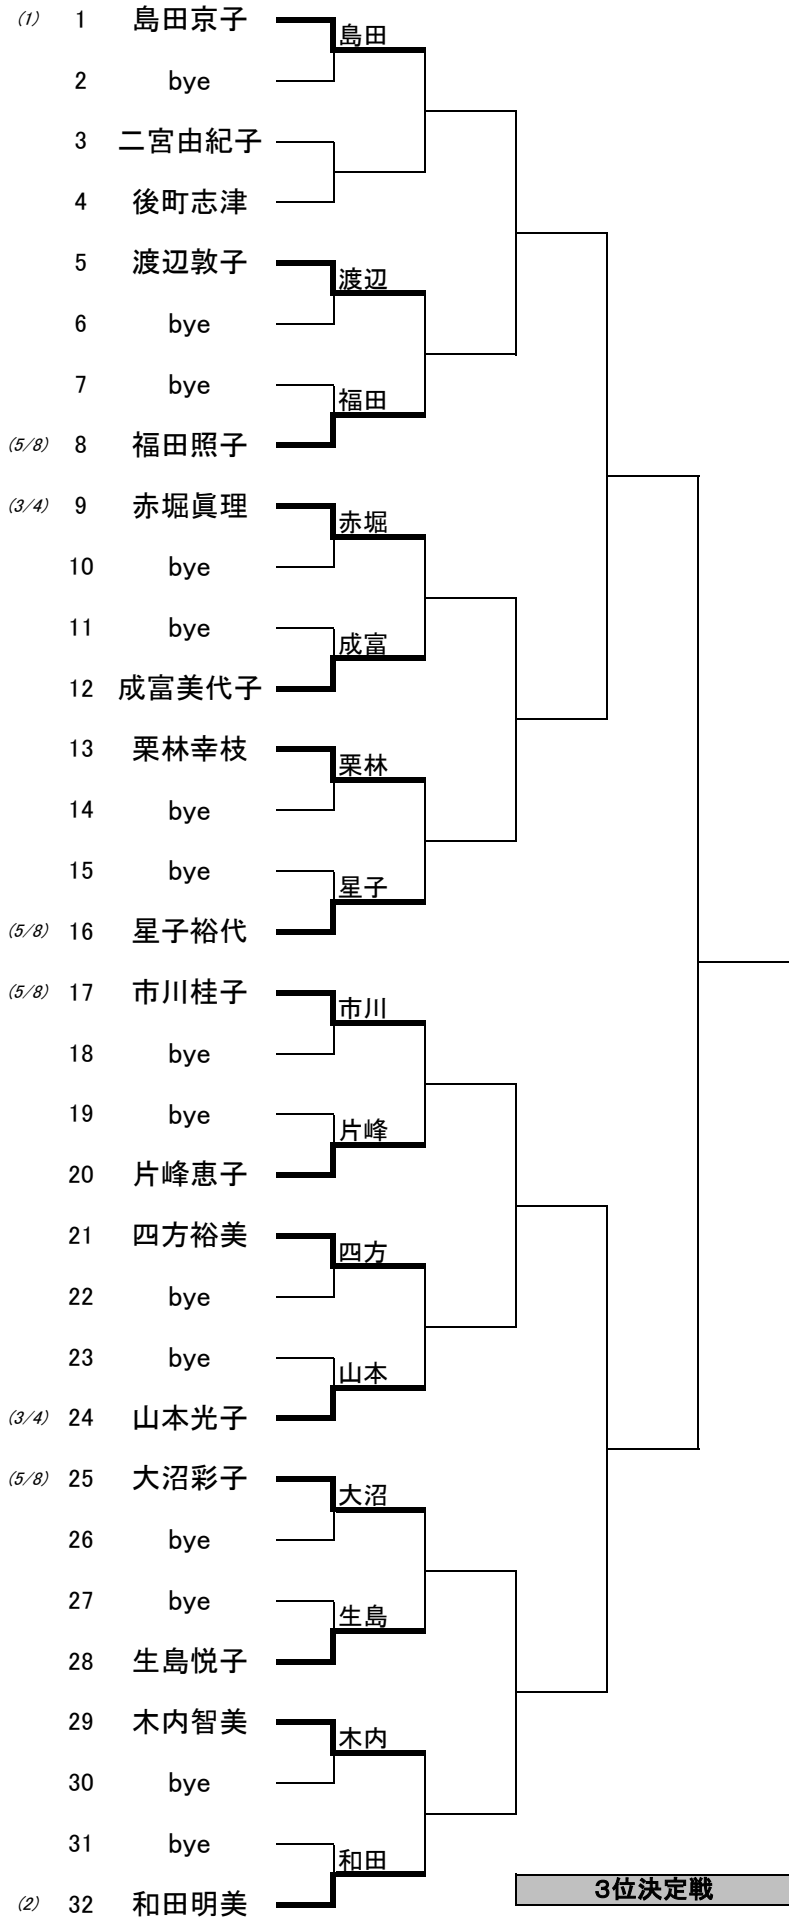 (1) 1 島田京子
島田
2 bye
3 二宮由紀子
4 後町志津
5 渡辺敦子
渡辺
6 bye
7 bye
福田
(5/8) 8 福田照子
(3/4) 9 赤堀眞理
赤堀
10 bye
11 bye
成富
12 成富美代子
13 栗林幸枝
栗林
14 bye
15 bye
星子
(5/8) 16 星子裕代
(5/8) 17 市川桂子
市川
18 bye
19 bye
片峰
20 片峰恵子
21 四方裕美
四方
22 bye
23 bye
山本
(3/4) 24 山本光子
(5/8) 25 大沼彩子
大沼
26 bye
27 bye
生島
28 生島悦子
29 木内智美
木内
30 bye
31 bye
和田
3位決定戦
(2) 32 和田明美